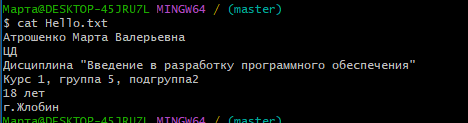 Марта@DESKTOP-45JRU7L MINGW64 / (master)
$ cat Hello.txt
Атрошенко Марта Валерьевна
ЦД
Дисциплина "Введение в разработку программного обеспечения"
Курс 1, группа 5, подгруппа2
18 лет
г.Жлобин
Марта@DESKTOP-45JRU7L MINGW64 / (master)